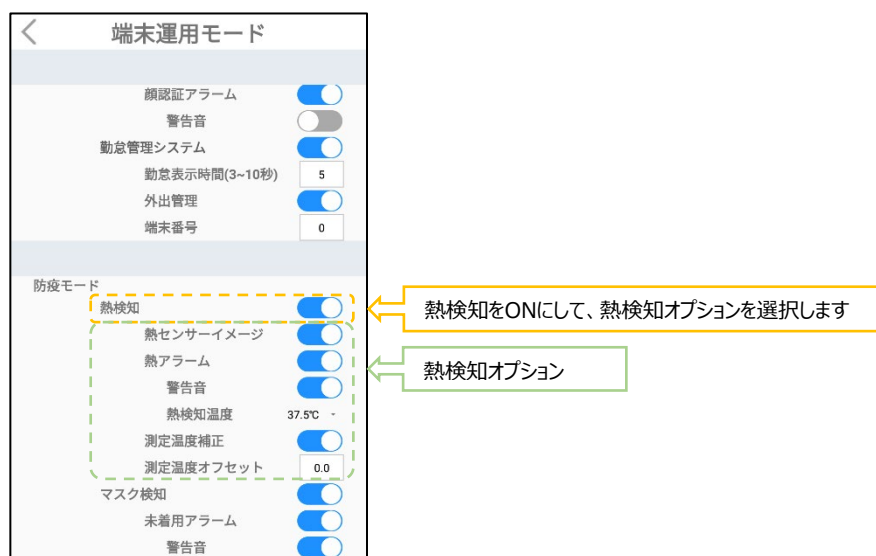 端末運用モード
顔認証アラーム
警告音
勤怠管理システム
勤怠表示時間(3~10秒) 5
外出管理
端末番号 0
防疫モード
熱検知
熱検知をONにして、熱検知オプションを選択します
熱センサーイメージ
熱アラーム
熱検知オプション
警告音
熱検知温度 37.5℃
測定温度補正
測定温度オフセット 0.0
マスク検知
未着用アラーム
警告音